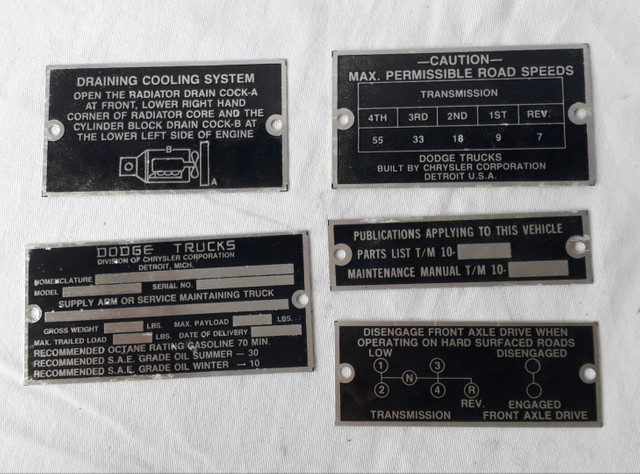 DRAINING COOLING SYSTEM
OPEN THE RADIATOR DRAIN COCK-A
AT FRONT, LOWER RIGHT HAND
CORNER OF RADIATOR CORE AND THE
CYLINDER BLOCK DRAIN COCK-B AT
THE LOWER LEFT SIDE OF ENGINE
B
A
—CAUTION—
MAX. PERMISSIBLE ROAD SPEEDS
TRANSMISSION
4TH 3RD 2ND 1ST REV.
55 33 18 9 7
DODGE TRUCKS
BUILT BY CHRYSLER CORPORATION
DETROIT U.S.A.
DODGE TRUCKS
DIVISION OF CHRYSLER CORPORATION
DETROIT, MICH.
NOMENCLATURE
MODEL SERIAL NO.
SUPPLY ARM OR SERVICE MAINTAINING TRUCK
GROSS WEIGHT LBS. MAX. PAYLOAD LBS.
MAX. TRAILED LOAD LBS. DATE OF DELIVERY
RECOMMENDED OCTANE RATING GASOLINE 70 MIN.
RECOMMENDED S.A.E. GRADE OIL SUMMER – 30
RECOMMENDED S.A.E. GRADE OIL WINTER – 10
PUBLICATIONS APPLYING TO THIS VEHICLE
PARTS LIST T/M 10-
MAINTENANCE MANUAL T/M 10-
DISENGAGE FRONT AXLE DRIVE WHEN
OPERATING ON HARD SURFACED ROADS
LOW DISENGAGED
1 3
N
2 4 R
REV. ENGAGED
TRANSMISSION FRONT AXLE DRIVE